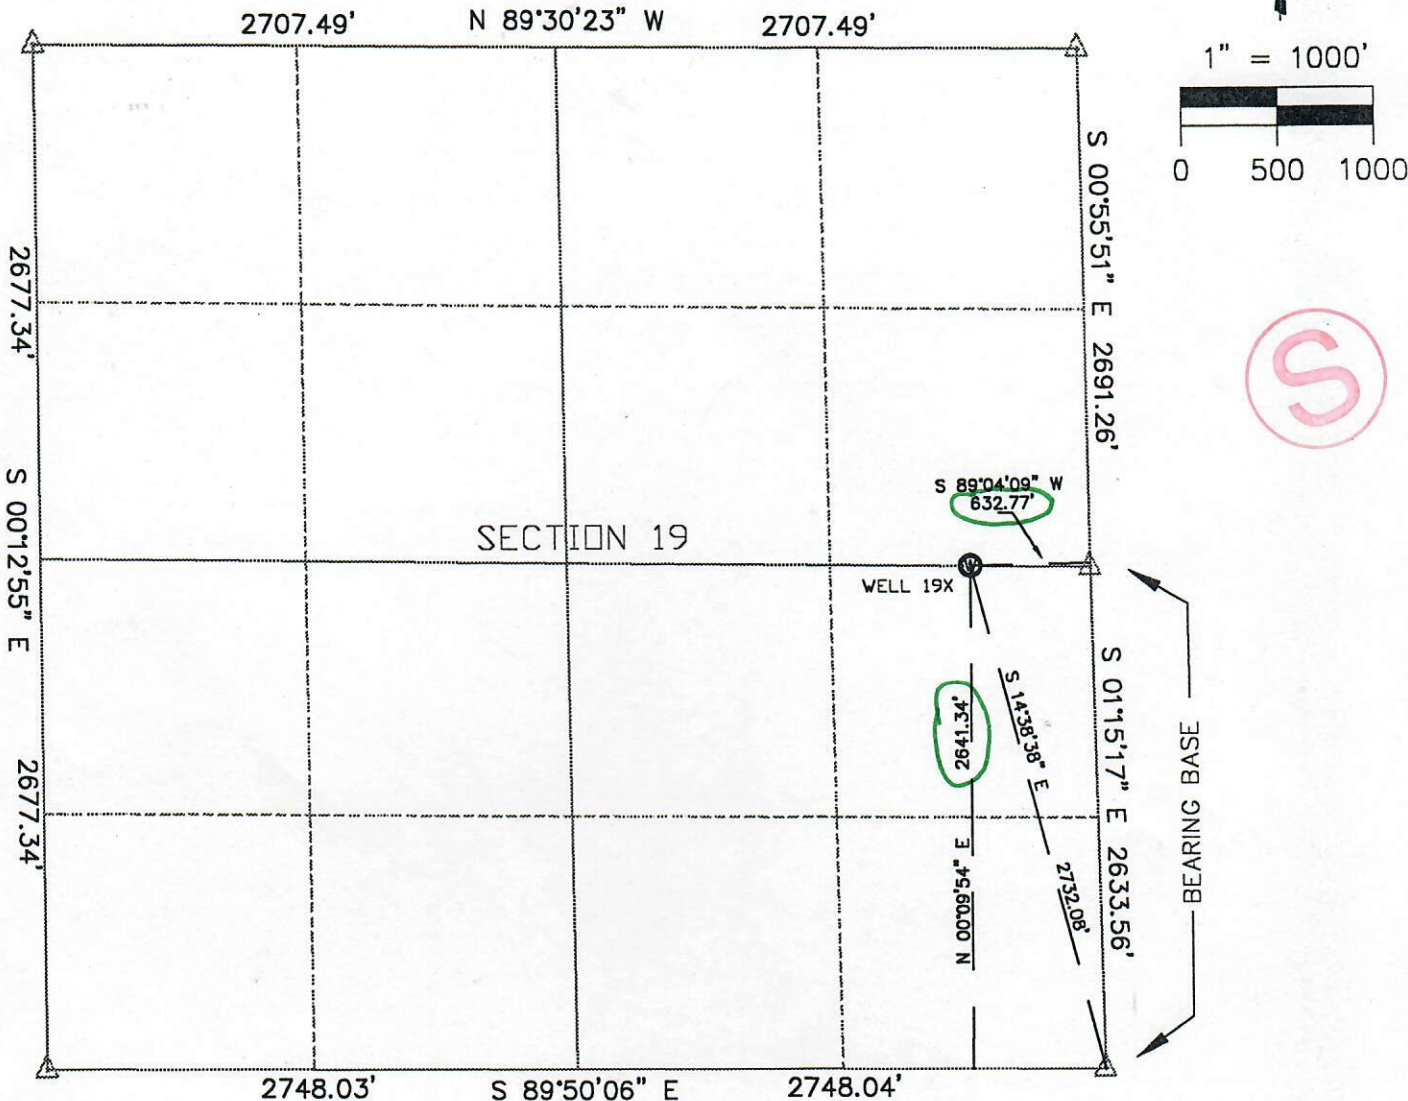 2707.49' N 89°30'23" W 2707.49'
1" = 1000'
0 500 1000
S 00°55'51" E 2691.26'
2677.34'
S
S 89°04'09" W
632.77'
SECTION 19
W
WELL 19X
S 00°12'55" E
S 01°15'17" E 2633.56'
2641.34'
S 14°38'38" E
BEARING BASE
2677.34'
N 00°09'54" E
2732.08'
2748.03' S 89°50'06" E 2748.04'